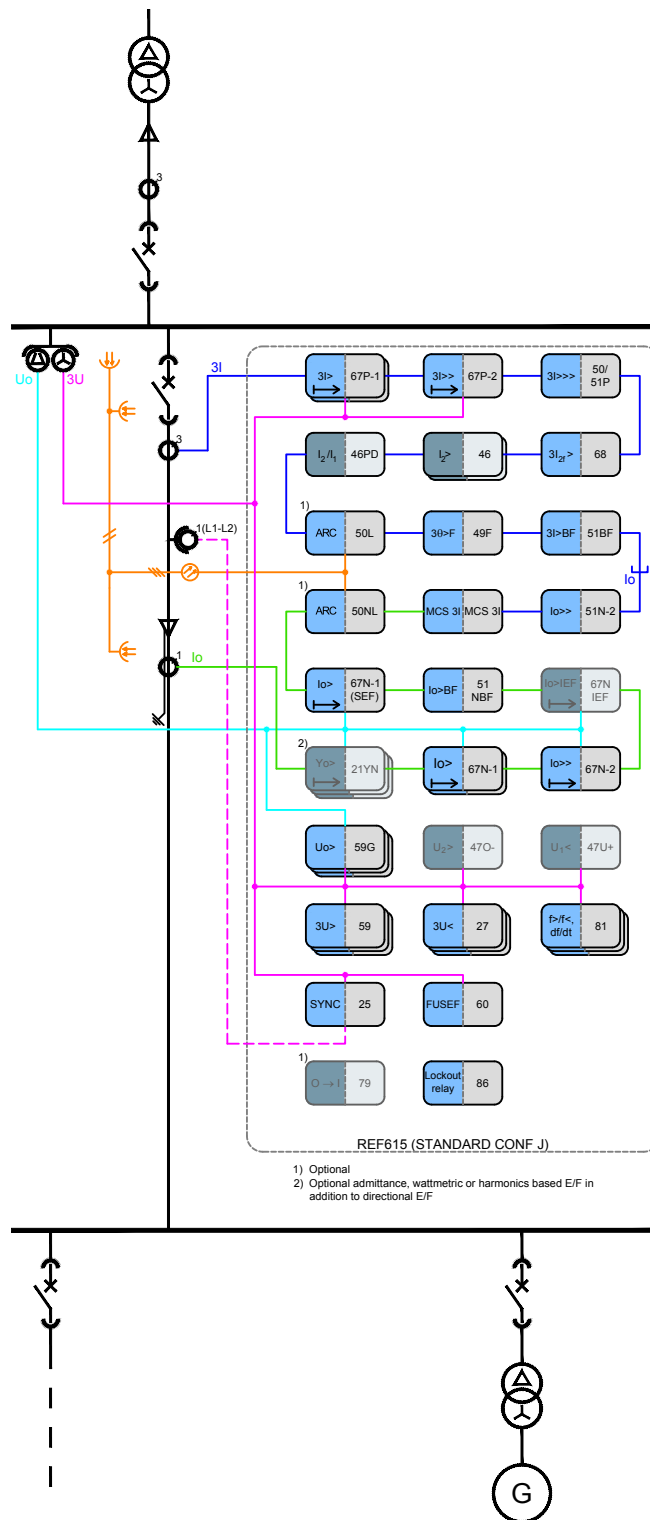 3
Uo
3U
3I
3I>
67P-1
3I>>
67P-2
3I>>>
50/
51P
3
I2/I1
46PD
I2>
46
3I2f>
68
1(L1-L2)
1)
ARC
50L
3θ>F
49F
3I>BF
51BF
Io
1)
ARC
50NL
MCS 3I
MCS 3I
Io>>
51N-2
1
Io
Io>
67N-1
(SEF)
Io>BF
51
NBF
Io>IEF
67N
IEF
2)
Yo>
21YN
Io>
67N-1
Io>>
67N-2
Uo>
59G
U2>
47O-
U1<
47U+
3U>
59
3U<
27
f>/f<,
df/dt
81
SYNC
25
FUSEF
60
1)
O → I
79
Lockout
relay
86
REF615 (STANDARD CONF J)
1) Optional
2) Optional admittance, wattmetric or harmonics based E/F in
addition to directional E/F
G